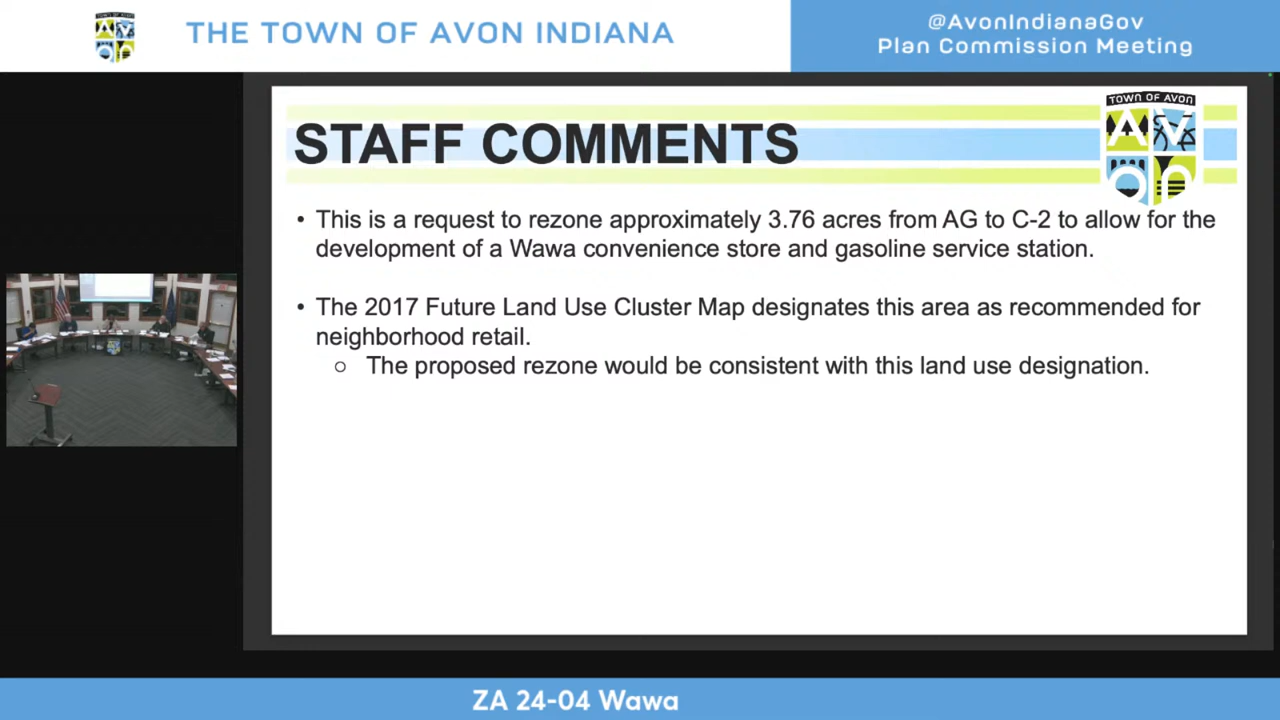 THE TOWN OF AVON INDIANA
@AvonIndianaGov
Plan Commission Meeting
TOWN OF AVON
Avon
STAFF COMMENTS
• This is a request to rezone approximately 3.76 acres from AG to C-2 to allow for the
development of a Wawa convenience store and gasoline service station.
• The 2017 Future Land Use Cluster Map designates this area as recommended for
neighborhood retail.
○ The proposed rezone would be consistent with this land use designation.
ZA 24-04 Wawa